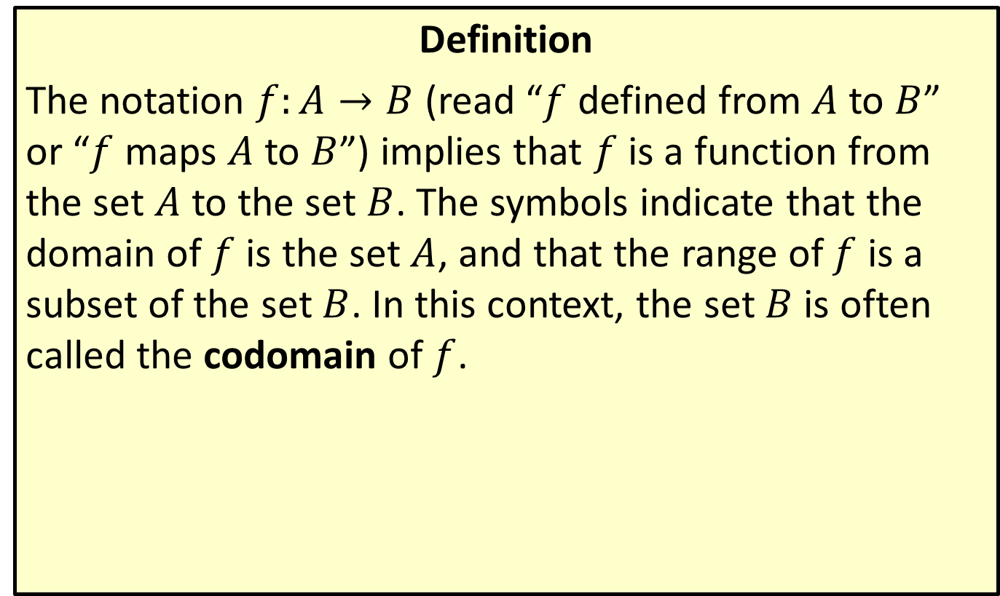 Definition
The notation 𝑓: 𝐴 → 𝐵 (read “𝑓 defined from 𝐴 to 𝐵”
or “𝑓 maps 𝐴 to 𝐵”) implies that 𝑓 is a function from
the set 𝐴 to the set 𝐵. The symbols indicate that the
domain of 𝑓 is the set 𝐴, and that the range of 𝑓 is a
subset of the set 𝐵. In this context, the set 𝐵 is often
called the codomain of 𝑓.